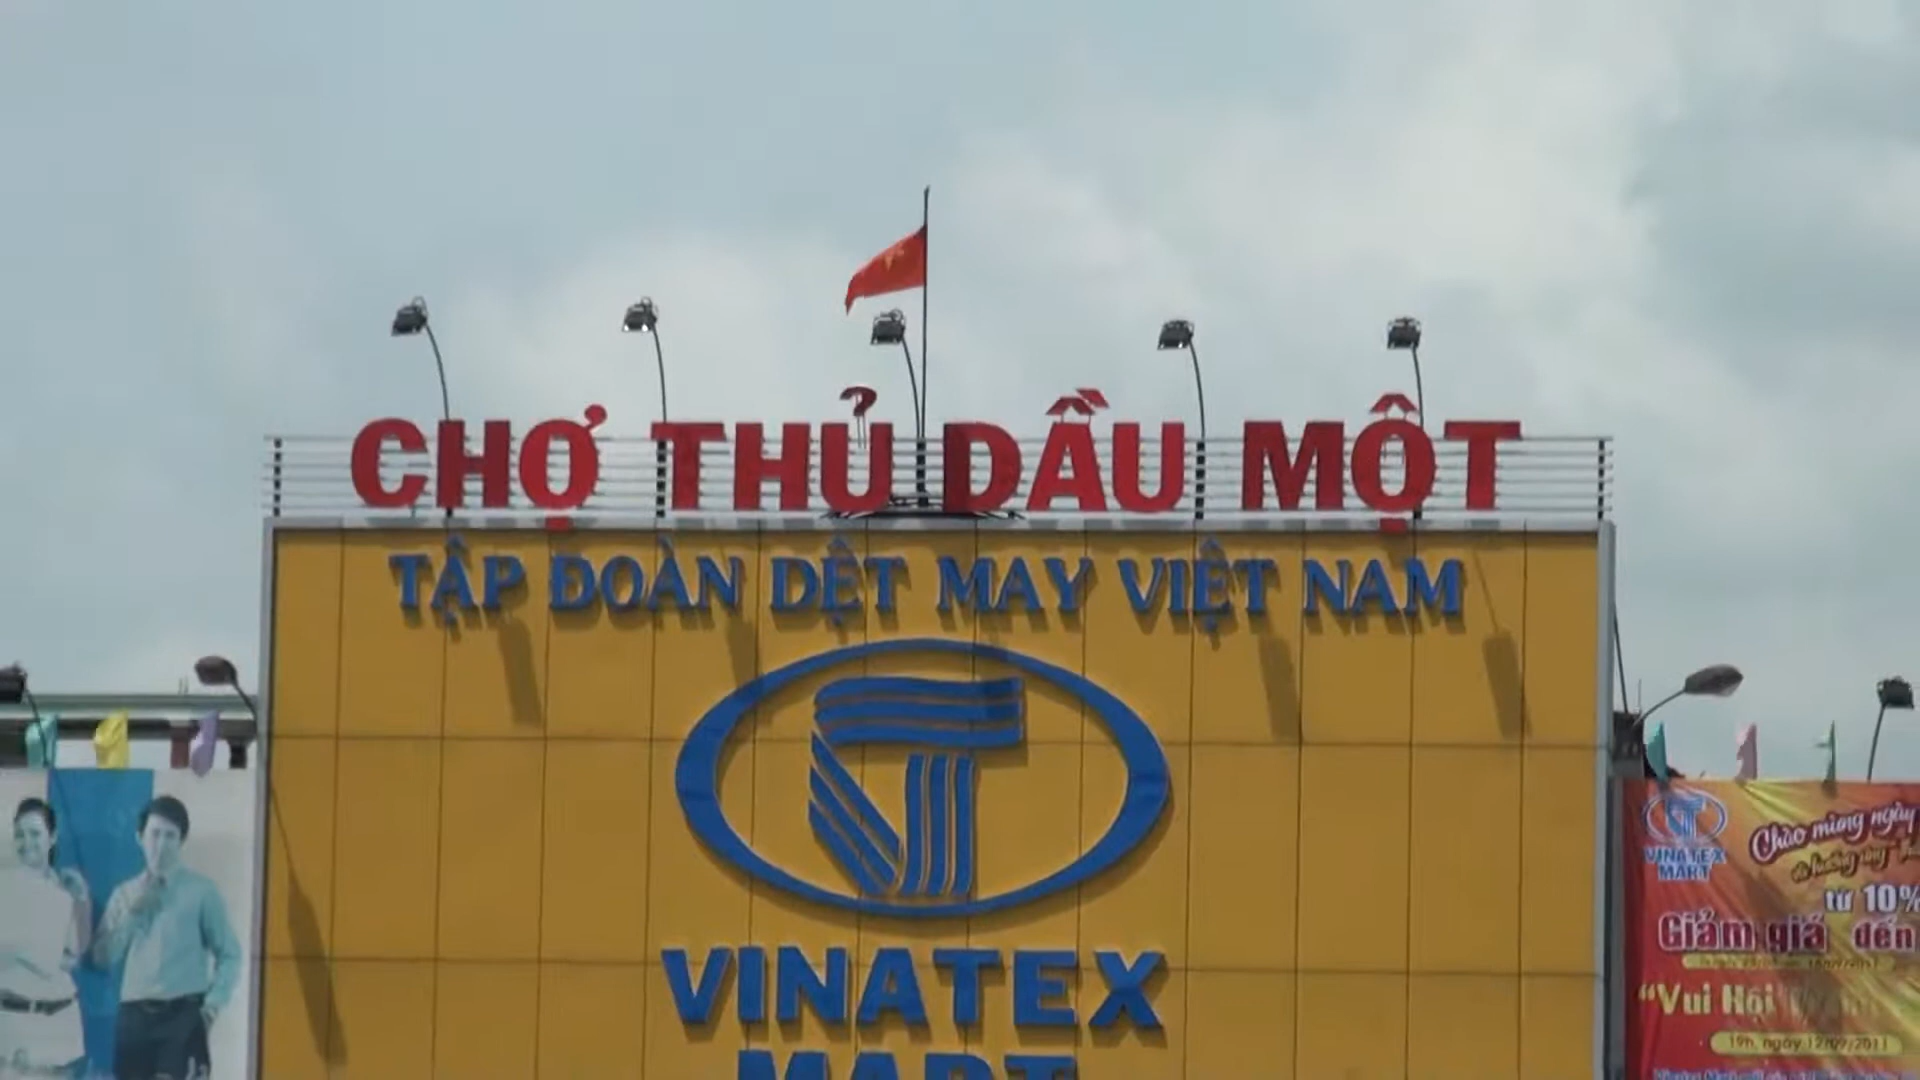 CHỢ THỦ DẦU MỘT
TẬP ĐOÀN DỆT MAY VIỆT NAM
VINATEX
MART
VINATEX
MART
Chào mừng ngày
từ 10%
Giảm giá đến
“Vui Hội
19h, ngày 12/09/2011